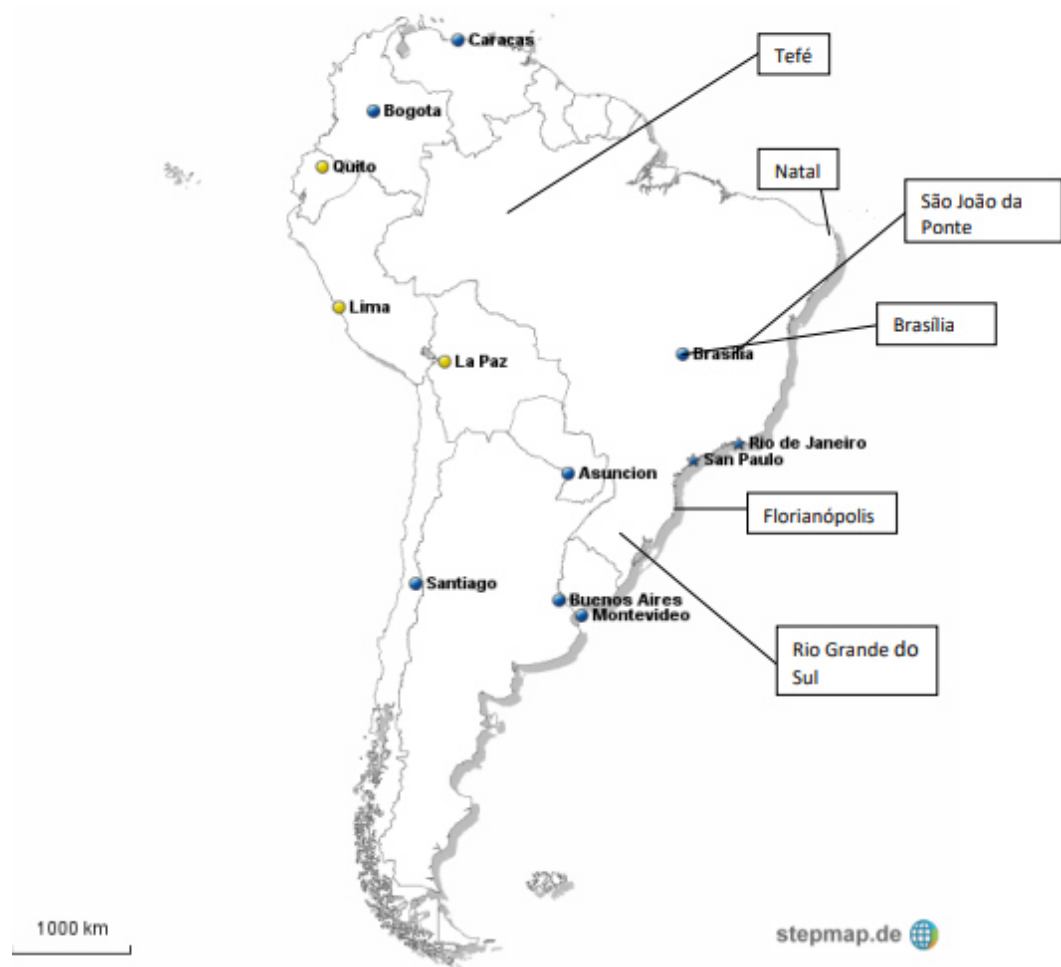 Caracas
Tefé
Bogota
Quito
Natal
São João da
Ponte
Lima
Brasília
Brasilia
La Paz
Rio de Janeiro
San Paulo
Asuncion
Florianópolis
Santiago
Buenos Aires
Montevideo
Rio Grande do
Sul
1000 km
stepmap.de